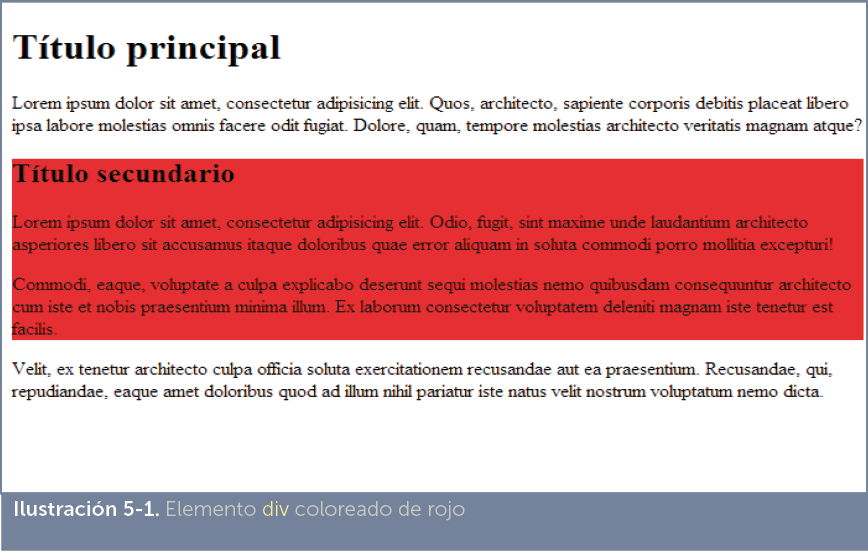 Título principal
Lorem ipsum dolor sit amet, consectetur adipisicing elit. Quos, architecto, sapiente corporis debitis placeat libero
ipsa labore molestias omnis facere odit fugiat. Dolore, quam, tempore molestias architecto veritatis magnam atque?
Título secundario
Lorem ipsum dolor sit amet, consectetur adipisicing elit. Odio, fugit, sint maxime unde laudantium architecto
asperiores libero sit accusamus itaque doloribus quae error aliquam in soluta commodi porro mollitia excepturi!
Commodi, eaque, voluptate a culpa explicabo deserunt sequi molestias nemo quibusdam consequuntur architecto
cum iste et nobis praesentium minima illum. Ex laborum consectetur voluptatem deleniti magnam iste tenetur est
facilis.
Velit, ex tenetur architecto culpa officia soluta exercitationem recusandae aut ea praesentium. Recusandae, qui,
repudiandae, eaque amet doloribus quod ad illum nihil pariatur iste natus velit nostrum voluptatum nemo dicta.
Ilustración 5-1. Elemento div coloreado de rojo